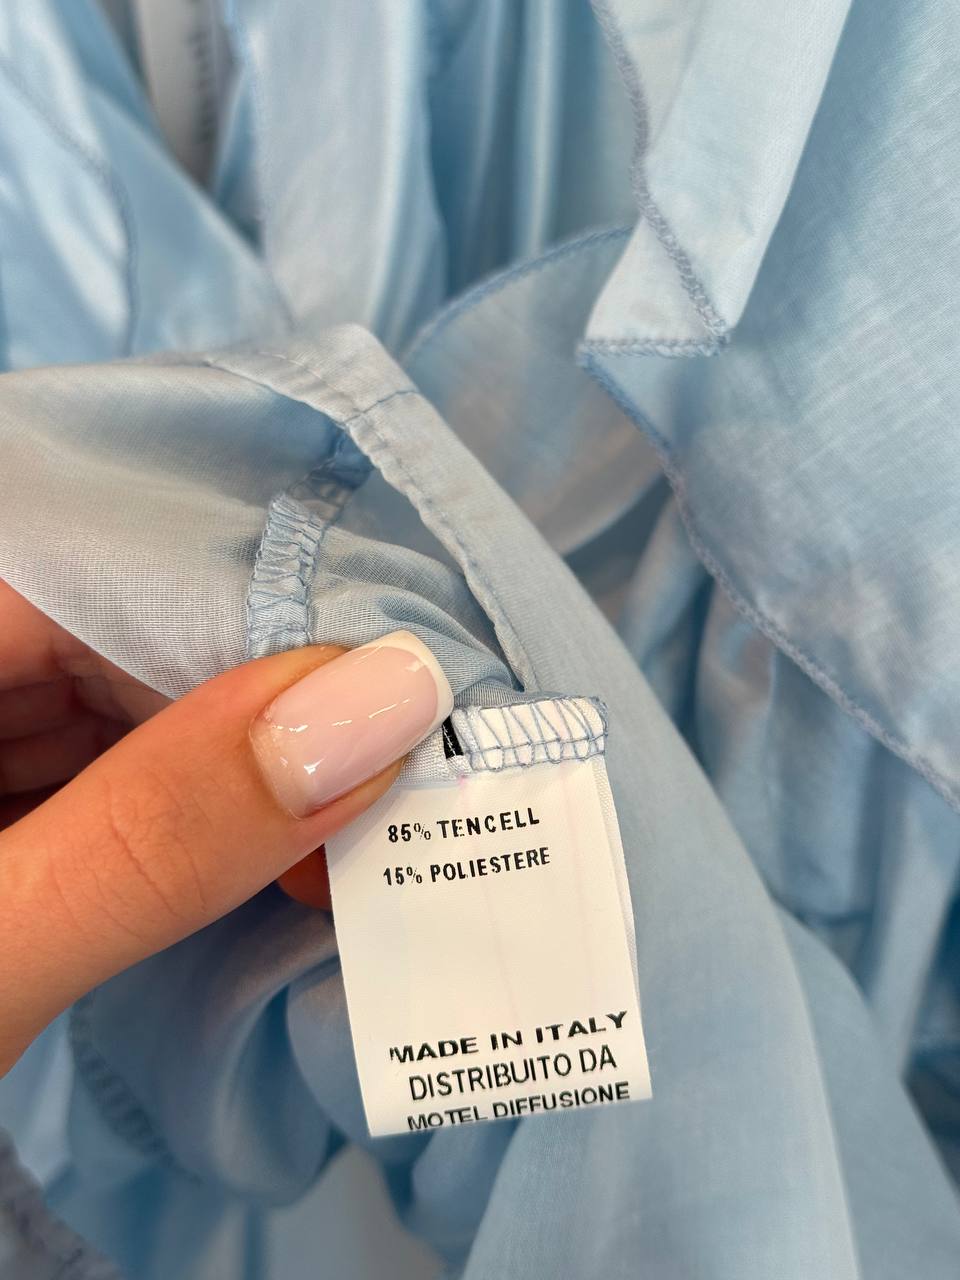 85% TENCELL
15% POLIESTERE
MADE IN ITALY
DISTRIBUITO DA
MOTEL DIFFUSIONE